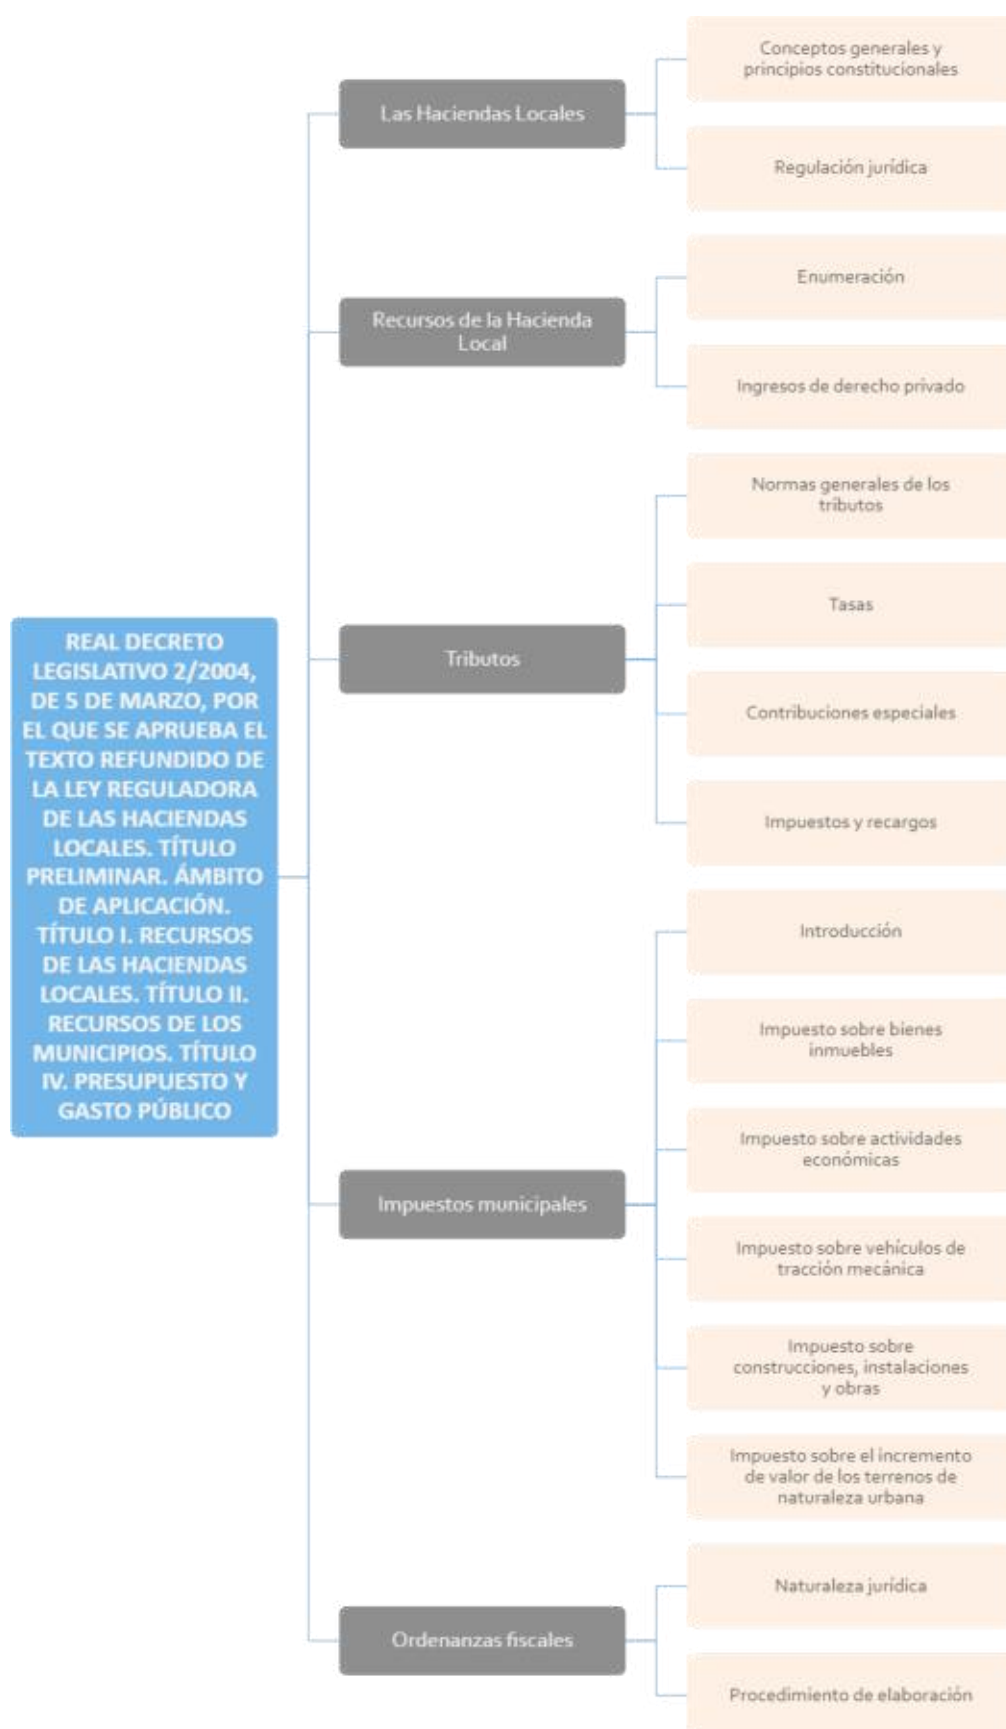 REAL DECRETO
LEGISLATIVO 2/2004,
DE 5 DE MARZO, POR
EL QUE SE APRUEBA EL
TEXTO REFUNDIDO DE
LA LEY REGULADORA
DE LAS HACIENDAS
LOCALES. TÍTULO
PRELIMINAR. ÁMBITO
DE APLICACIÓN.
TÍTULO I. RECURSOS
DE LAS HACIENDAS
LOCALES. TÍTULO II.
RECURSOS DE LOS
MUNICIPIOS. TÍTULO
IV. PRESUPUESTO Y
GASTO PÚBLICO
Las Haciendas Locales
Conceptos generales y
principios constitucionales
Regulación jurídica
Recursos de la Hacienda
Local
Enumeración
Ingresos de derecho privado
Tributos
Normas generales de los
tributos
Tasas
Contribuciones especiales
Impuestos y recargos
Impuestos municipales
Introducción
Impuesto sobre bienes
inmuebles
Impuesto sobre actividades
económicas
Impuesto sobre vehículos de
tracción mecánica
Impuesto sobre
construcciones, instalaciones
y obras
Impuesto sobre el incremento
de valor de los terrenos de
naturaleza urbana
Ordenanzas fiscales
Naturaleza jurídica
Procedimiento de elaboración